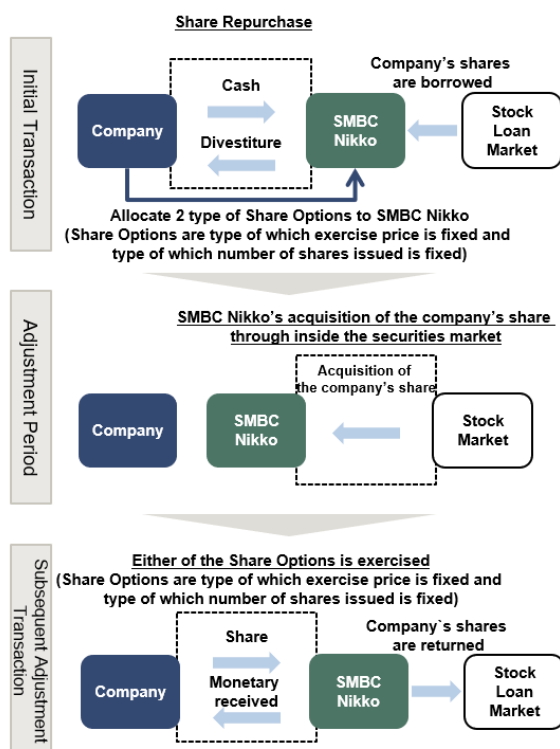 Share Repurchase
Initial Transaction
Company's shares
are borrowed
Cash
Company
SMBC
Nikko
Stock
Loan
Market
Divestiture
Allocate 2 type of Share Options to SMBC Nikko
(Share Options are type of which exercise price is fixed and
type of which number of shares issued is fixed)
Adjustment Period
SMBC Nikko's acquisition of the company's share
through inside the securities market
Acquisition of
the company's share
Company
SMBC
Nikko
Stock
Market
Subsequent Adjustment
Transaction
Either of the Share Options is exercised
(Share Options are type of which exercise price is fixed and
type of which number of shares issued is fixed)
Company`s shares
are returned
Share
Company
Monetary
received
SMBC
Nikko
Stock
Loan
Market